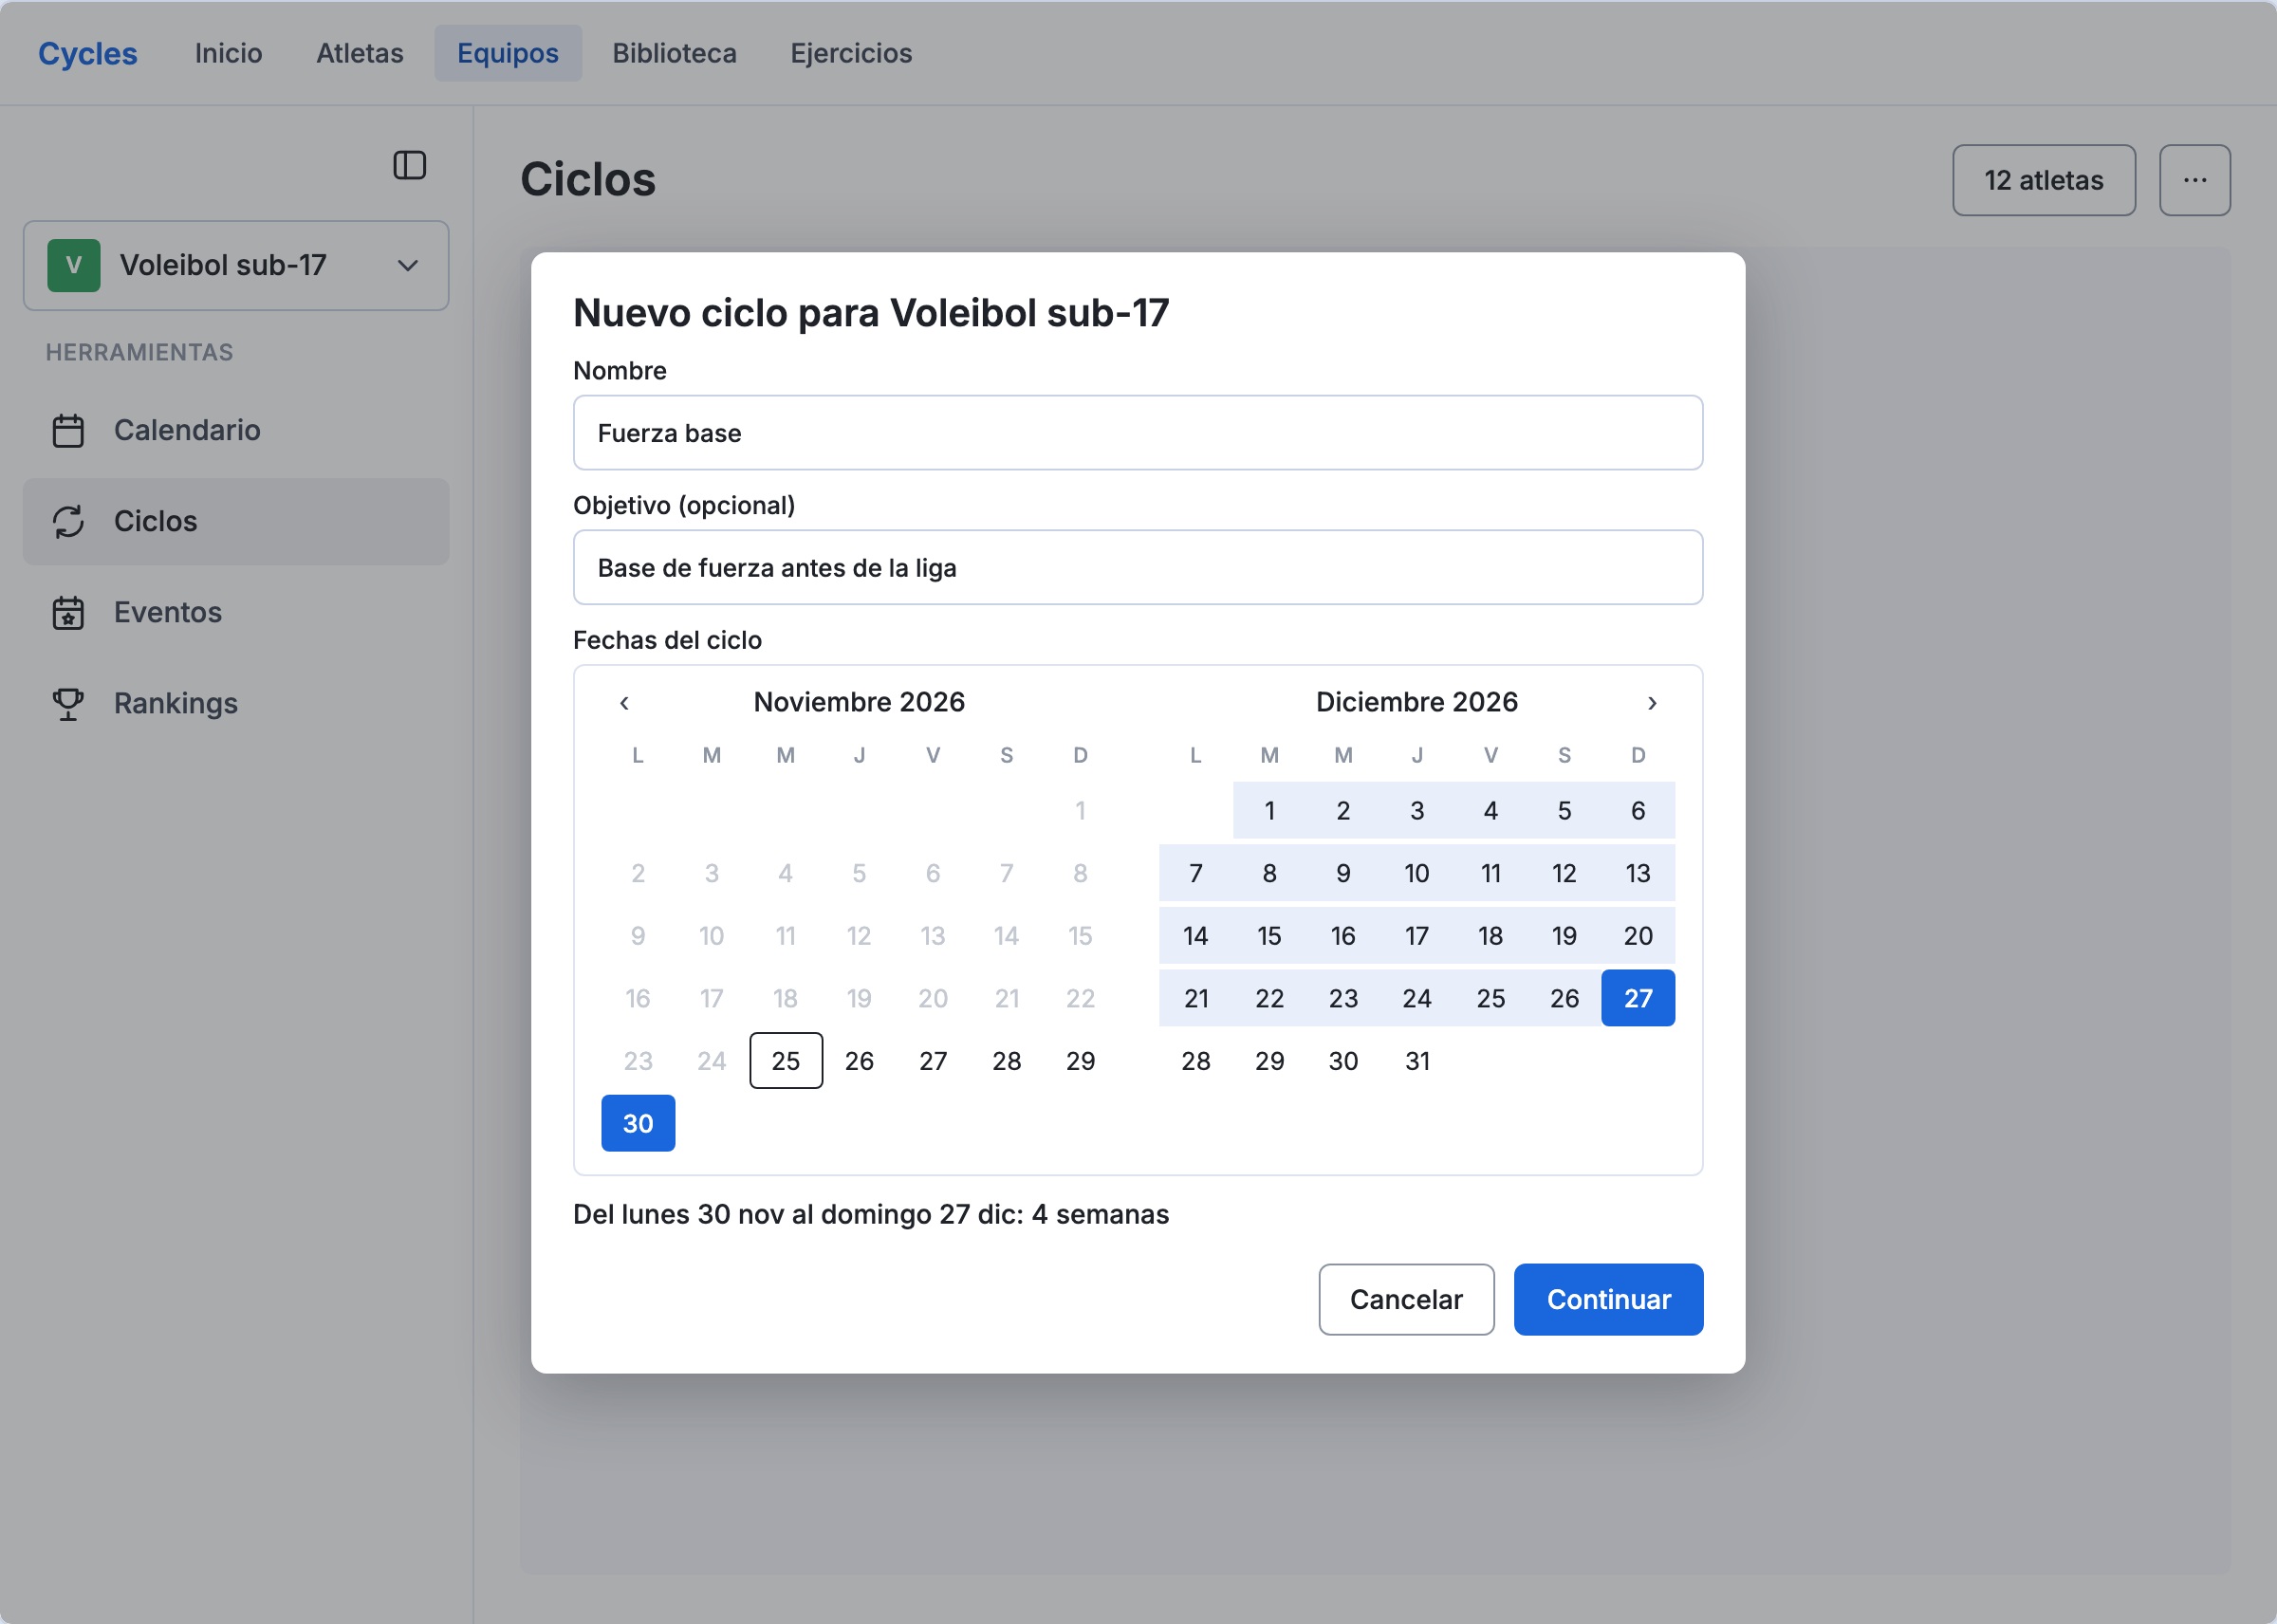 Cycles Inicio Atletas Equipos Biblioteca Ejercicios
Ciclos
12 atletas
...
V Voleibol sub-17
HERRAMIENTAS
Calendario
Ciclos
Eventos
Rankings
Nuevo ciclo para Voleibol sub-17
Nombre
Fuerza base
Objetivo (opcional)
Base de fuerza antes de la liga
Fechas del ciclo
‹ Noviembre 2026
L M M J V S D
1
2 3 4 5 6 7 8
9 10 11 12 13 14 15
16 17 18 19 20 21 22
23 24 25 26 27 28 29
30
Diciembre 2026 ›
L M M J V S D
1 2 3 4 5 6
7 8 9 10 11 12 13
14 15 16 17 18 19 20
21 22 23 24 25 26 27
28 29 30 31
Del lunes 30 nov al domingo 27 dic: 4 semanas
Cancelar
Continuar